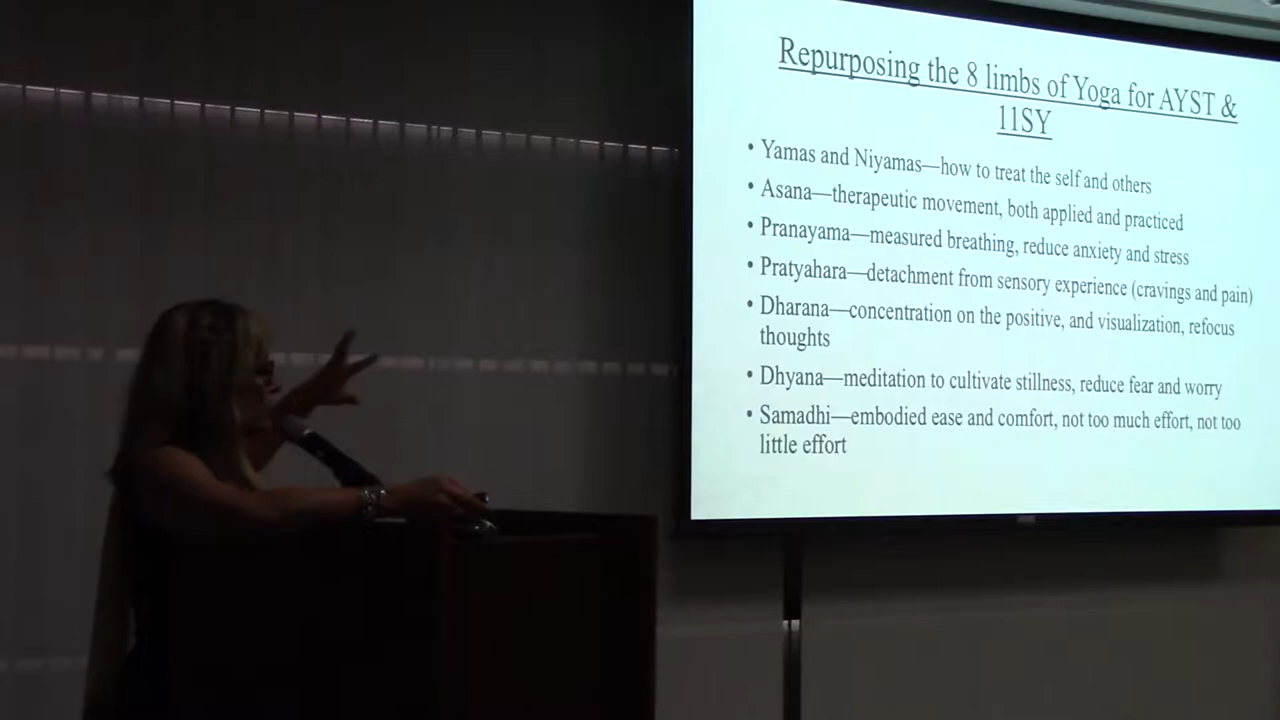 Repurposing the 8 limbs of Yoga for AYST &
11SY
• Yamas and Niyamas—how to treat the self and others
• Asana—therapeutic movement, both applied and practiced
• Pranayama—measured breathing, reduce anxiety and stress
• Pratyahara—detachment from sensory experience (cravings and pain)
• Dharana—concentration on the positive, and visualization, refocus
thoughts
• Dhyana—meditation to cultivate stillness, reduce fear and worry
• Samadhi—embodied ease and comfort, not too much effort, not too
little effort